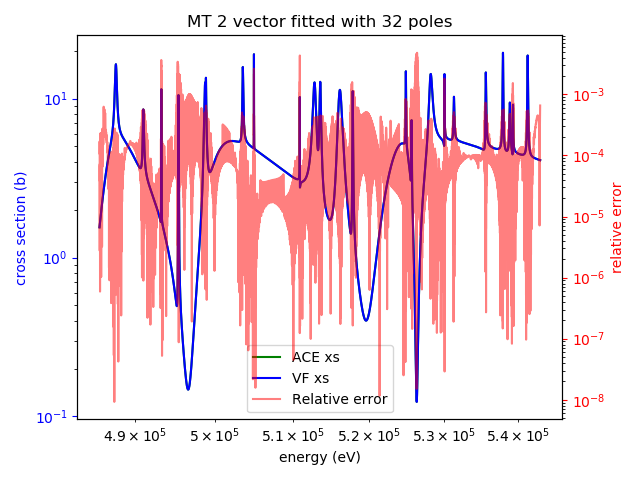 MT 2 vector fitted with 32 poles
cross section (b)
10¹
10⁰
10⁻¹
10⁻³
10⁻⁴
10⁻⁵
10⁻⁶
10⁻⁷
10⁻⁸
relative error
ACE xs
VF xs
Relative error
4.9 × 10⁵ 5 × 10⁵ 5.1 × 10⁵ 5.2 × 10⁵ 5.3 × 10⁵ 5.4 × 10⁵
energy (eV)